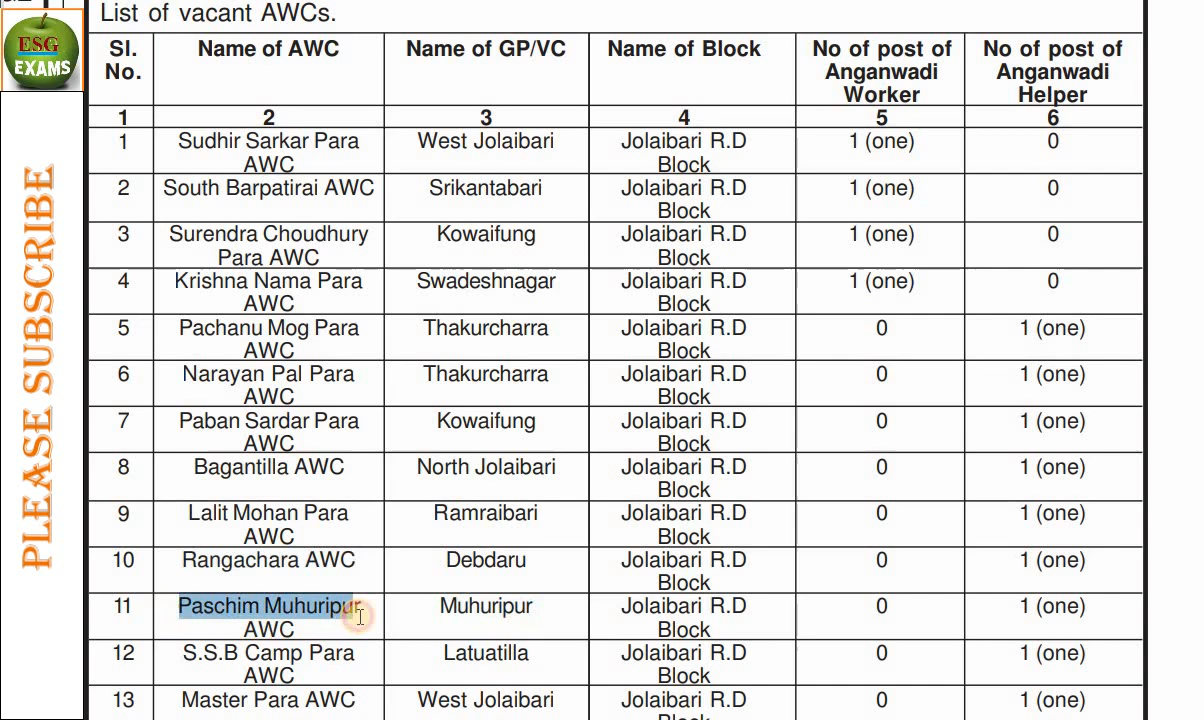 ESG
EXAMS
PLEASE SUBSCRIBE
List of vacant AWCs.
Sl. No. Name of AWC Name of GP/VC Name of Block No of post of Anganwadi Worker No of post of Anganwadi Helper
1 2 3 4 5 6
1 Sudhir Sarkar Para AWC West Jolaibari Jolaibari R.D Block 1 (one) 0
2 South Barpatirai AWC Srikantabari Jolaibari R.D Block 1 (one) 0
3 Surendra Choudhury Para AWC Kowaifung Jolaibari R.D Block 1 (one) 0
4 Krishna Nama Para AWC Swadeshnagar Jolaibari R.D Block 1 (one) 0
5 Pachanu Mog Para AWC Thakurcharra Jolaibari R.D Block 0 1 (one)
6 Narayan Pal Para AWC Thakurcharra Jolaibari R.D Block 0 1 (one)
7 Paban Sardar Para AWC Kowaifung Jolaibari R.D Block 0 1 (one)
8 Bagantilla AWC North Jolaibari Jolaibari R.D Block 0 1 (one)
9 Lalit Mohan Para AWC Ramraibari Jolaibari R.D Block 0 1 (one)
10 Rangachara AWC Debdaru Jolaibari R.D Block 0 1 (one)
11 Paschim Muhuripur AWC Muhuripur Jolaibari R.D Block 0 1 (one)
12 S.S.B Camp Para AWC Latuatilla Jolaibari R.D Block 0 1 (one)
13 Master Para AWC West Jolaibari Jolaibari R.D 0 1 (one)